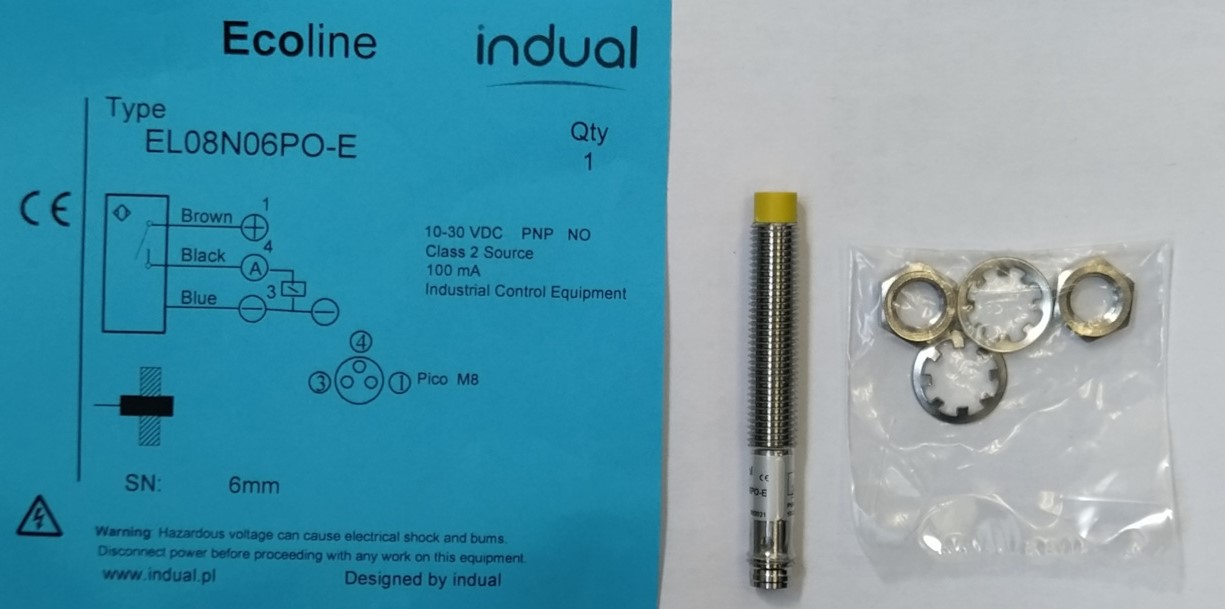 Ecoline
indual
Type
EL08N06PO-E
Qty
1
CE
Brown
1
+
Black
4
A
Blue
3
10-30 VDC PNP NO
Class 2 Source
100 mA
Industrial Control Equipment
4
3
1
Pico M8
SN: 6mm
Warning: Hazardous voltage can cause electrical shock and burns.
Disconnect power before proceeding with any work on this equipment.
www.indual.pl
Designed by indual
CE
PO-E